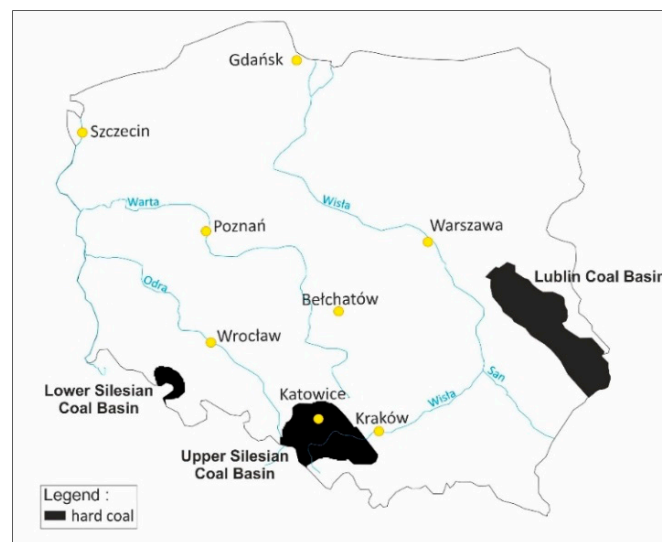 Gdańsk
Szczecin
Warta
Wisła
Poznań
Warszawa
Lublin Coal Basin
Odra
Bełchatów
Wrocław
San
Lower Silesian
Coal Basin
Katowice
Wisła
Kraków
Upper Silesian
Coal Basin
Legend :
hard coal